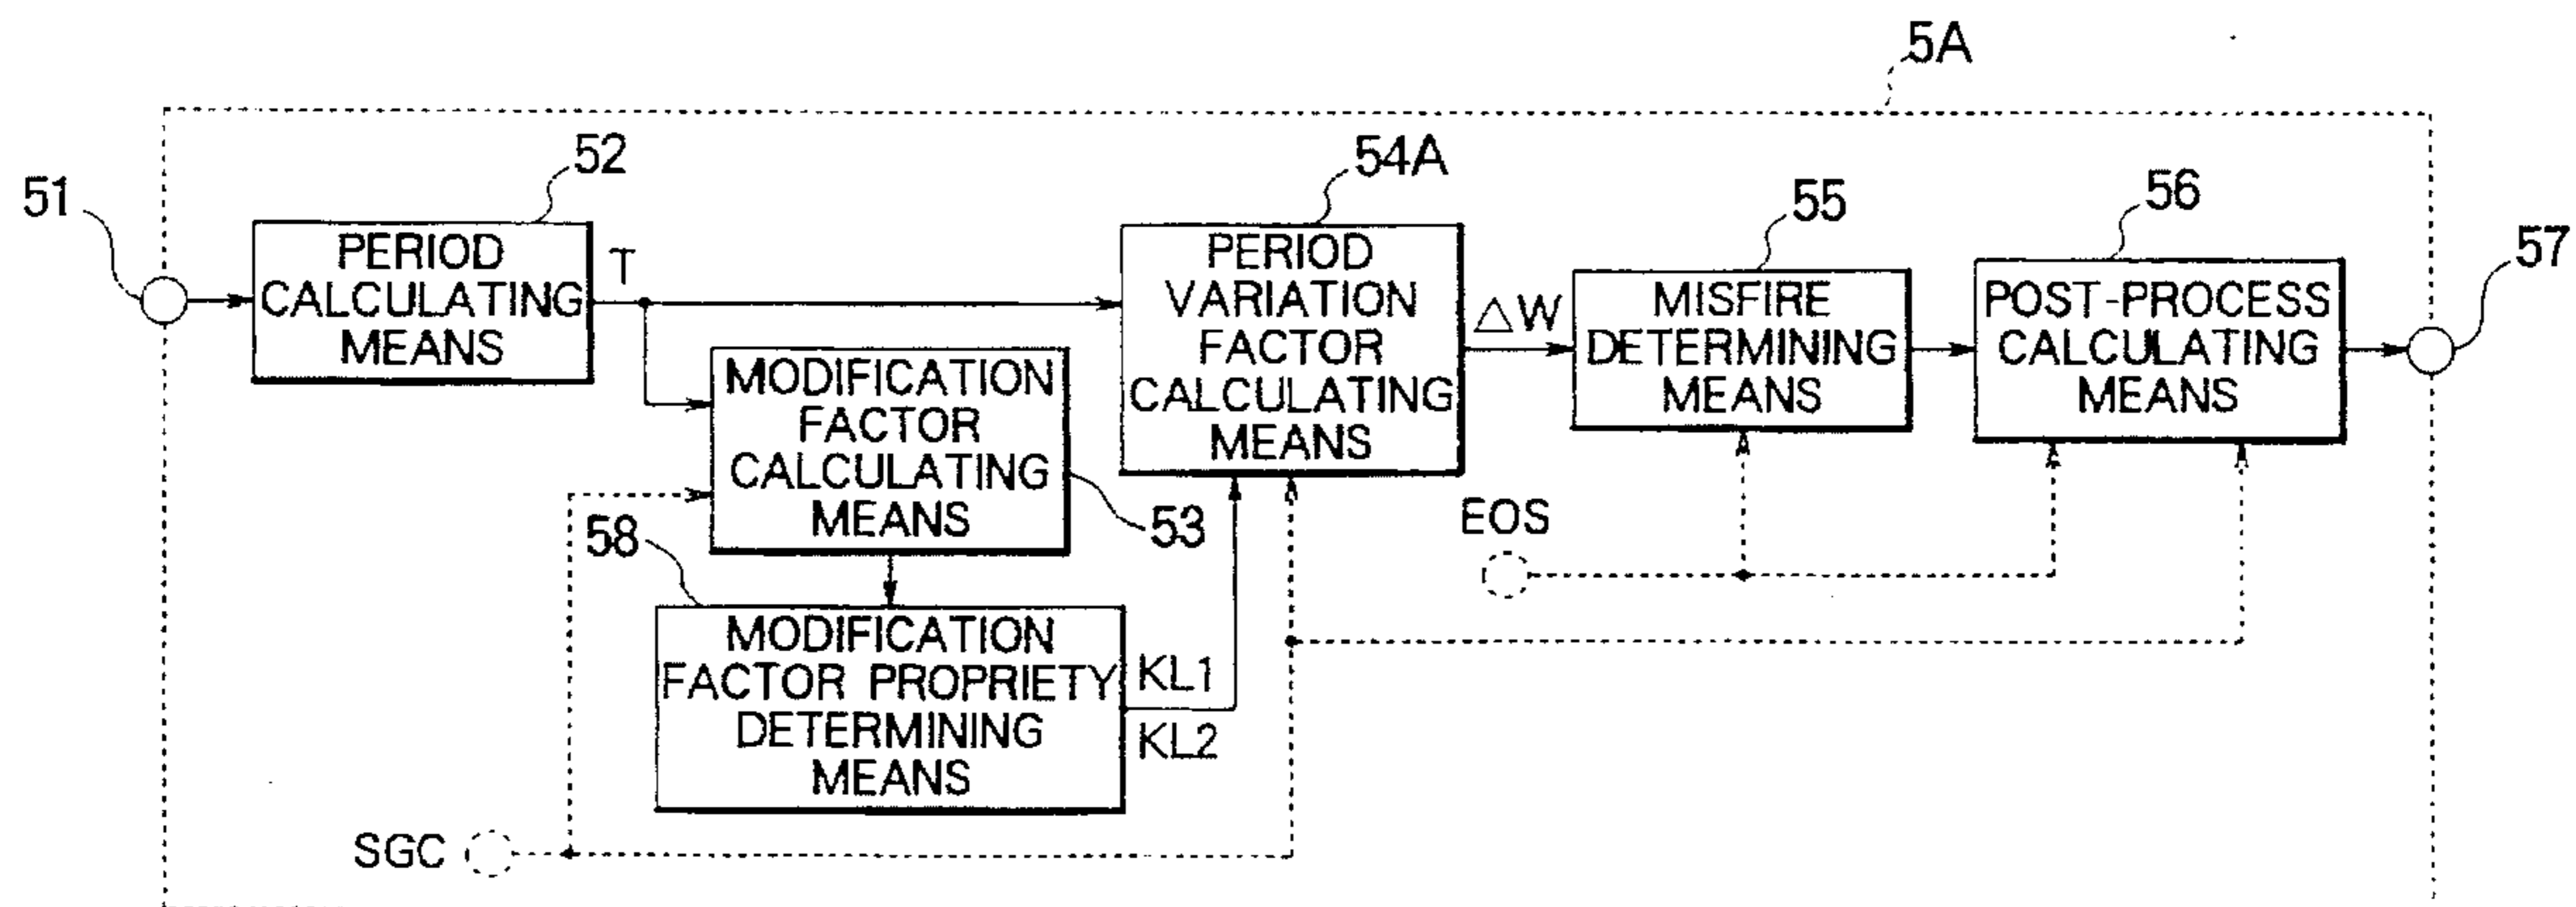 5A
52
54A
51
55
56
57
PERIOD
CALCULATING
MEANS
T
PERIOD
VARIATION
FACTOR
CALCULATING
MEANS
△W
MISFIRE
DETERMINING
MEANS
POST-PROCESS
CALCULATING
MEANS
MODIFICATION
FACTOR
CALCULATING
MEANS
53
58
EOS
MODIFICATION
FACTOR PROPRIETY
DETERMINING
MEANS
KL1
KL2
SGC